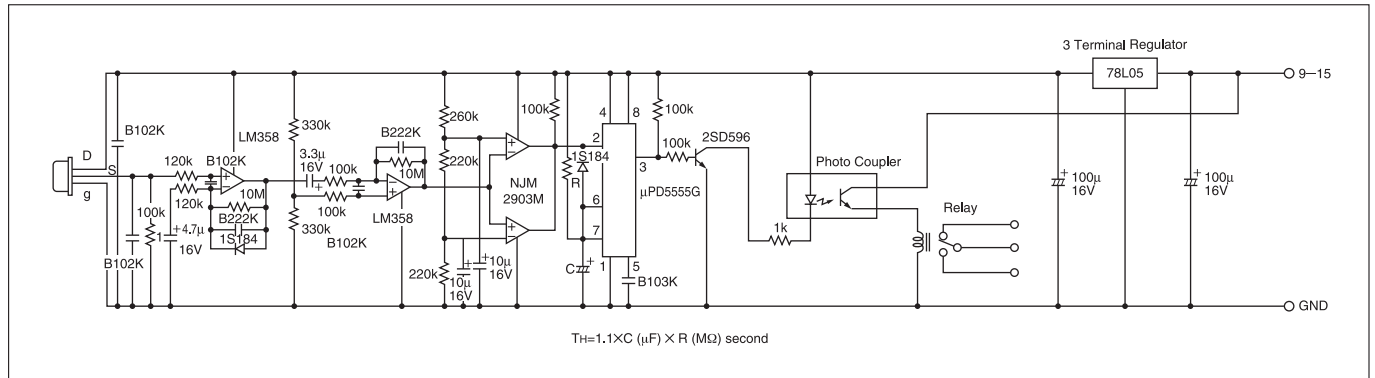 3 Terminal Regulator
78L05
9–15
D
S
g
B102K
120k
120k
B102K
LM358
10M
B222K
1S184
100k
1
+4.7μ
16V
B102K
330k
330k
3.3μ
16V
+
100k
100k
B102K
B222K
10M
LM358
260k
220k
220k
+
10μ
16V
+
10μ
16V
NJM
2903M
100k
R
1S184
C
+
4
8
2
3
6
7
1
5
μPD5555G
B103K
100k
100k
2SD596
1k
Photo Coupler
Relay
+
100μ
16V
+
100μ
16V
GND
TH=1.1×C (μF) × R (MΩ) second